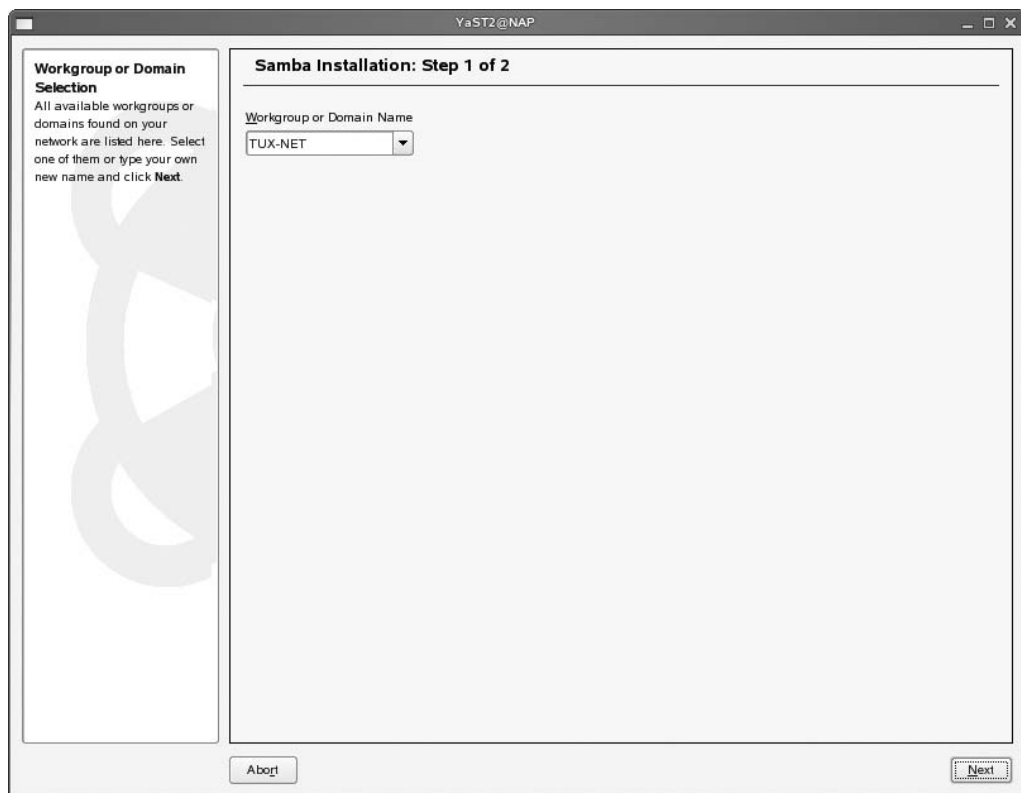 YaST2@NAP
Workgroup or Domain
Selection
All available workgroups or
domains found on your
network are listed here. Select
one of them or type your own
new name and click Next.
Samba Installation: Step 1 of 2
Workgroup or Domain Name
TUX-NET
Abort
Next